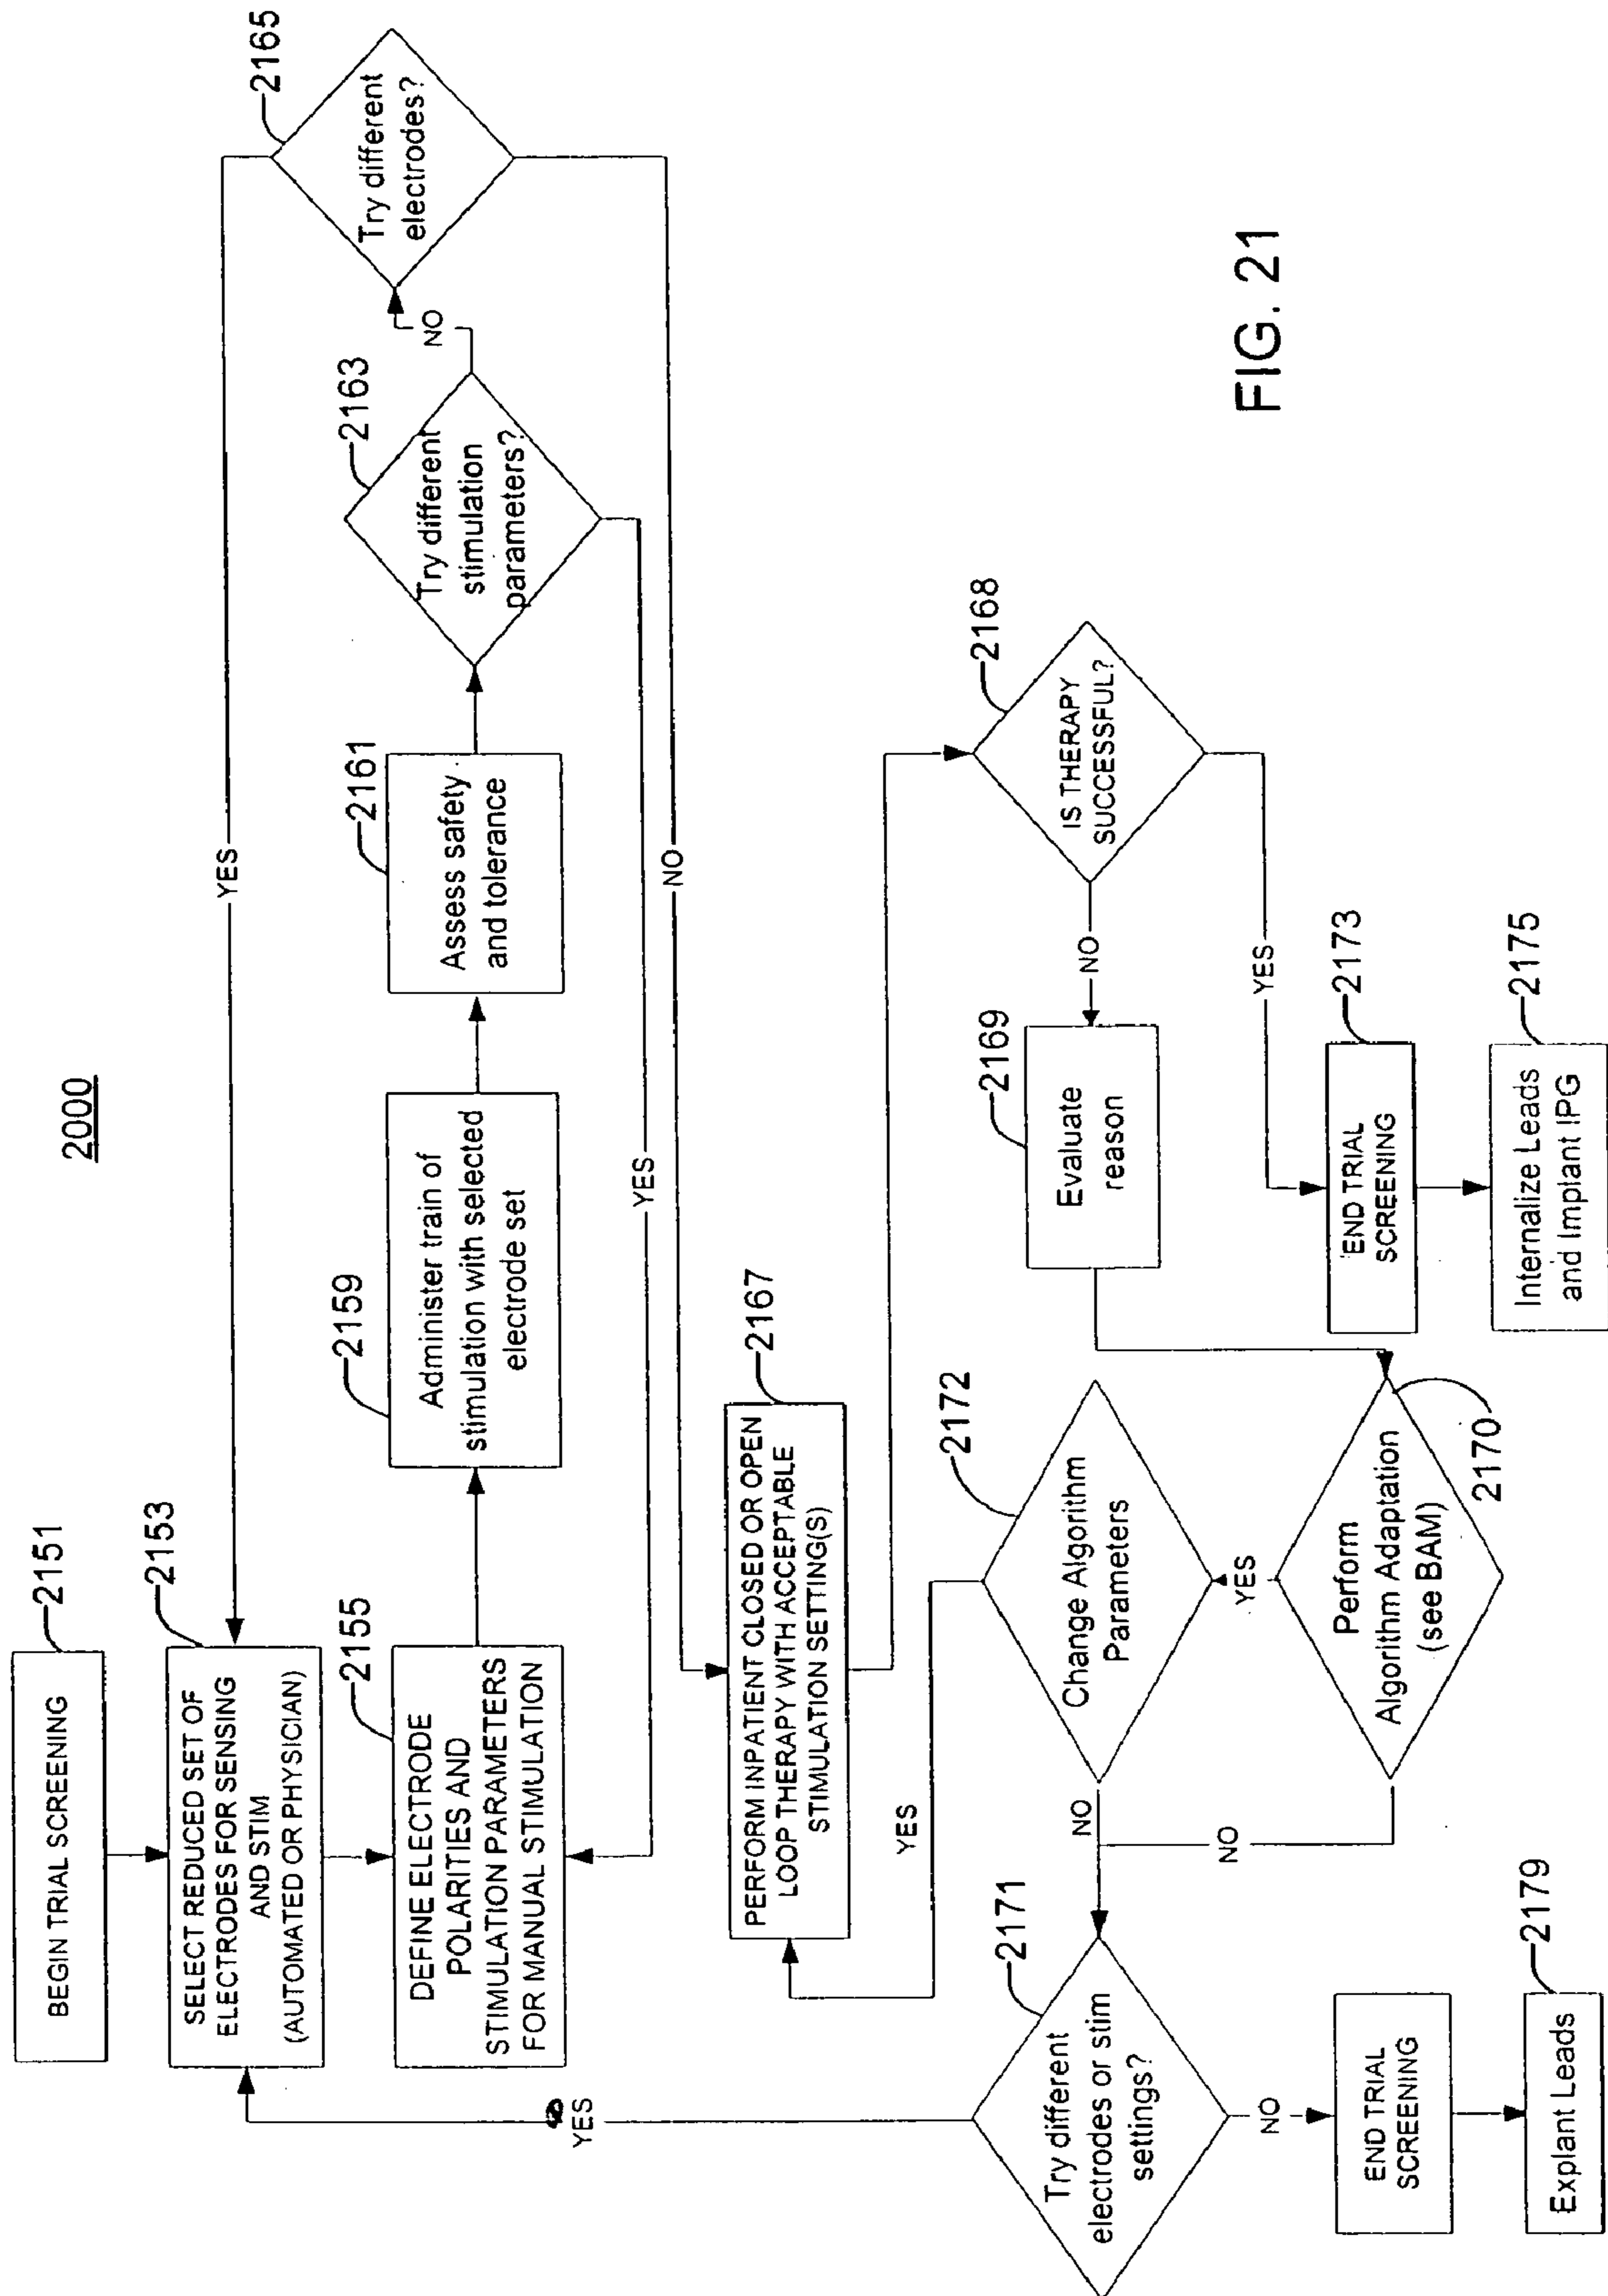 2000
BEGIN TRIAL SCREENING
2151
SELECT REDUCED SET OF
ELECTRODES FOR SENSING
AND STIM
(AUTOMATED OR PHYSICIAN)
2153
DEFINE ELECTRODE
POLARITIES AND
STIMULATION PARAMETERS
FOR MANUAL STIMULATION
2155
Administer train of
stimulation with selected
electrode set
2159
Assess safety
and tolerance
2161
Try different
stimulation
parameters?
2163
NO
YES
Try different
electrodes?
2165
YES
NO
PERFORM INPATIENT CLOSED OR OPEN
LOOP THERAPY WITH ACCEPTABLE
STIMULATION SETTING(S)
2167
IS THERAPY
SUCCESSFUL?
2168
NO
YES
Evaluate
reason
2169
END TRIAL
SCREENING
2173
Internalize Leads
and Implant IPG
2175
Perform
Algorithm Adaptation
(see BAM)
2170
YES
NO
Change Algorithm
Parameters
2172
YES
NO
Try different
electrodes or stim
settings?
2171
YES
NO
END TRIAL
SCREENING
Explant Leads
2179
FIG. 21